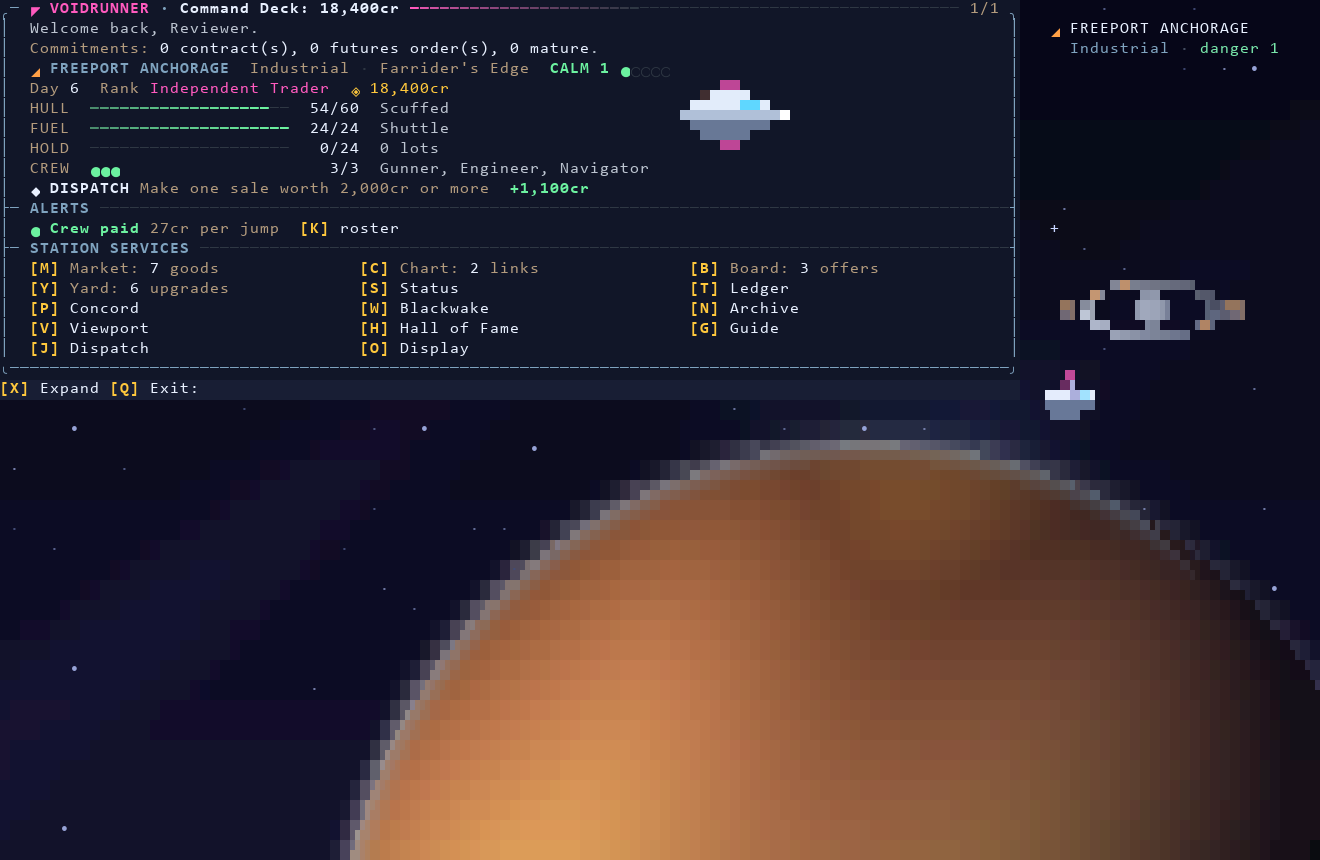 VOIDRUNNER · Command Deck: 18,400cr 1/1
Welcome back, Reviewer.
Commitments: 0 contract(s), 0 futures order(s), 0 mature.
FREEPORT ANCHORAGE Industrial · Farrider's Edge CALM 1
Day 6 Rank Independent Trader 18,400cr
HULL 54/60 Scuffed
FUEL 24/24 Shuttle
HOLD 0/24 0 lots
CREW 3/3 Gunner, Engineer, Navigator
DISPATCH Make one sale worth 2,000cr or more +1,100cr
ALERTS
Crew paid 27cr per jump [K] roster
STATION SERVICES
[M] Market: 7 goods [C] Chart: 2 links [B] Board: 3 offers
[Y] Yard: 6 upgrades [S] Status [T] Ledger
[P] Concord [W] Blackwake [N] Archive
[V] Viewport [H] Hall of Fame [G] Guide
[J] Dispatch [O] Display
[X] Expand [Q] Exit:
FREEPORT ANCHORAGE
Industrial · danger 1